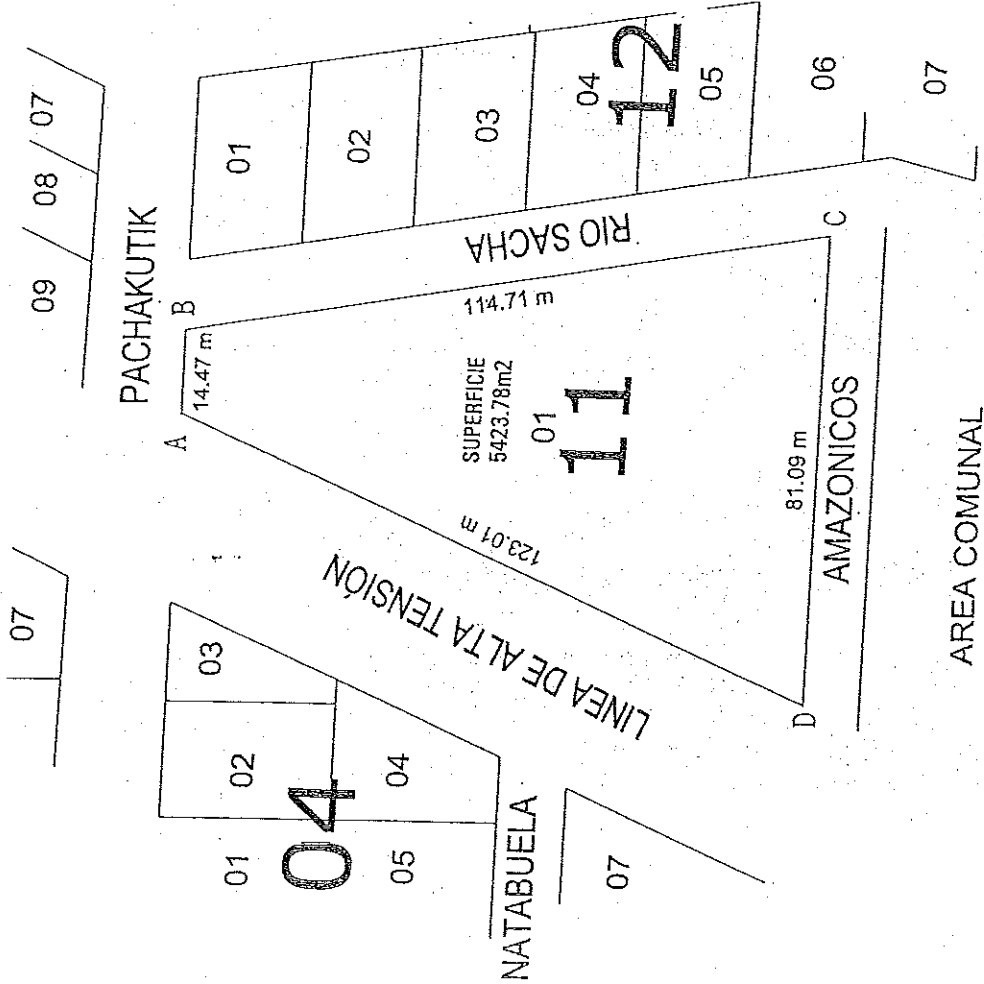 07
09
08
07
PACHAKUTIK
A
B
14.47 m
01
02
03
04
05
06
07
12
RIO SACHA
114.71 m
SUPERFICIE
5423.78m2
01
11
123.01 m
LINEA DE ALTA TENSIÓN
03
02
04
01
04
05
NATABUELA
07
D
81.09 m
C
AMAZONICOS
AREA COMUNAL